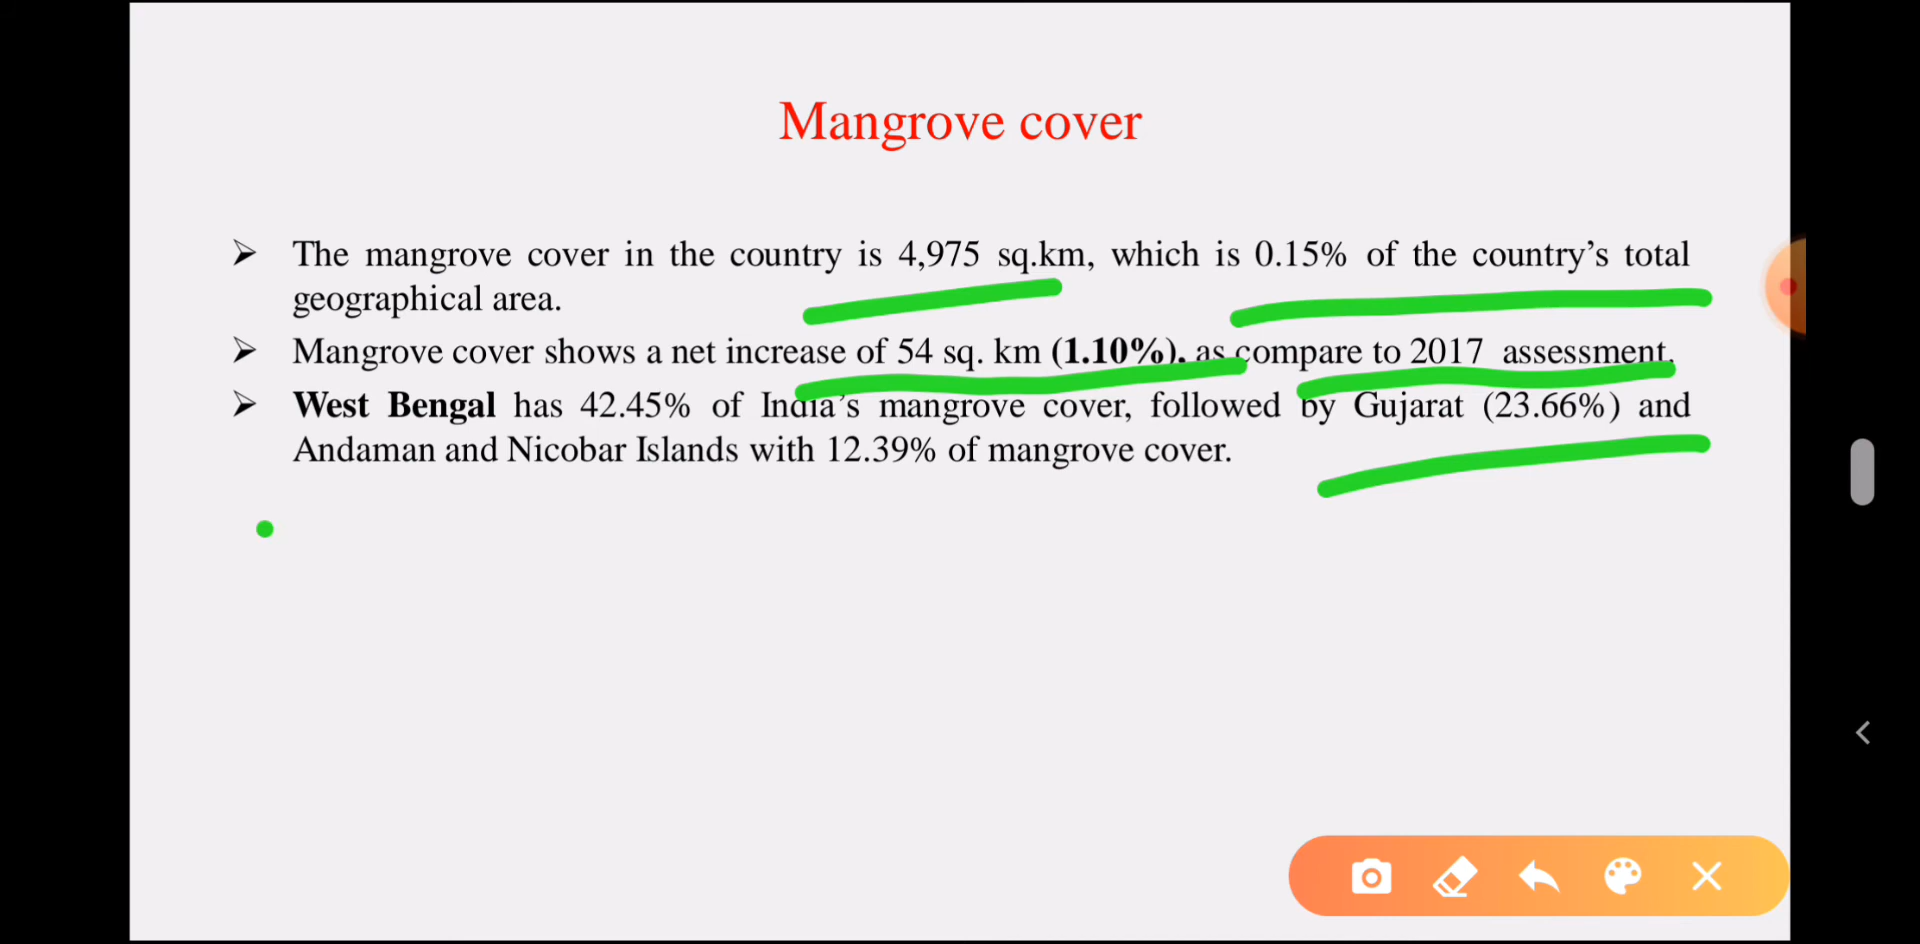 Mangrove cover
➢ The mangrove cover in the country is 4,975 sq.km, which is 0.15% of the country’s total
geographical area.
➢ Mangrove cover shows a net increase of 54 sq. km (1.10%), as compare to 2017 assessment.
➢ West Bengal has 42.45% of India’s mangrove cover, followed by Gujarat (23.66%) and
Andaman and Nicobar Islands with 12.39% of mangrove cover.